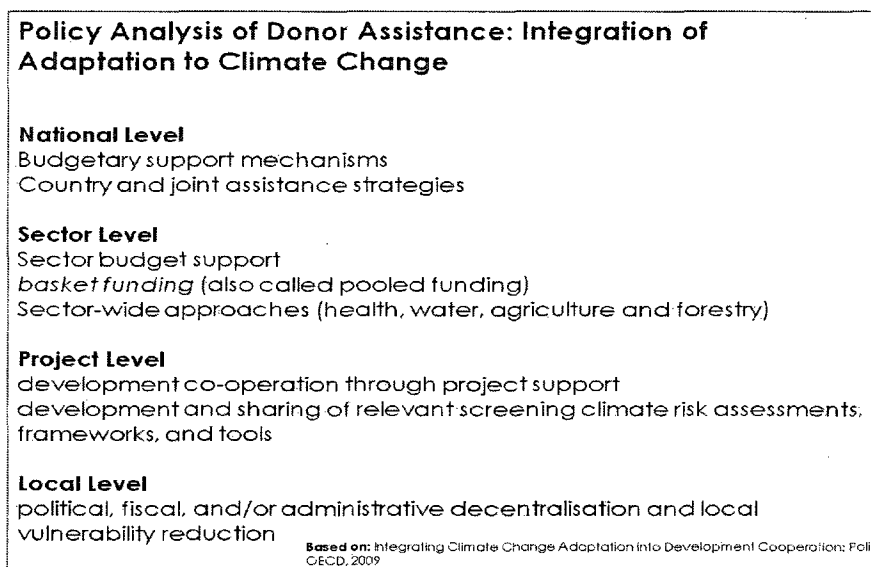 Policy Analysis of Donor Assistance: Integration of
Adaptation to Climate Change
National Level
Budgetary support mechanisms
Country and joint assistance strategies
Sector Level
Sector budget support
basket funding (also called pooled funding)
Sector-wide approaches (health, water, agriculture and forestry)
Project Level
development co-operation through project support
development and sharing of relevant screening climate risk assessments,
frameworks, and tools
Local Level
political, fiscal, and/or administrative decentralisation and local
vulnerability reduction
Based on: Integrating Climate Change Adaptation into Development Cooperation: Poli
OECD, 2009